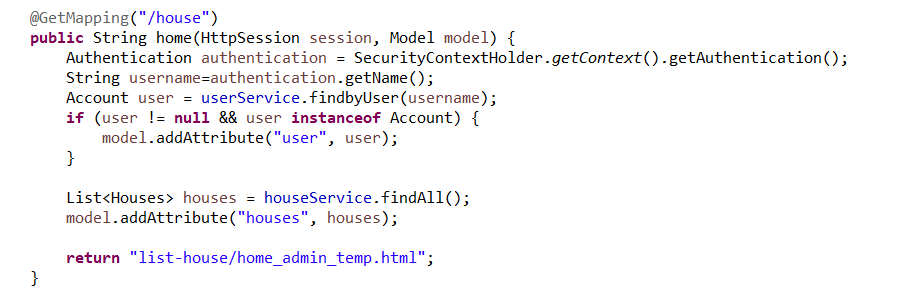 @GetMapping("/house")
public String home(HttpSession session, Model model) {
    Authentication authentication = SecurityContextHolder.getContext().getAuthentication();
    String username=authentication.getName();
    Account user = userService.findbyUser(username);
    if (user != null && user instanceof Account) {
        model.addAttribute("user", user);
    }

    List<Houses> houses = houseService.findAll();
    model.addAttribute("houses", houses);

    return "list-house/home_admin_temp.html";
}